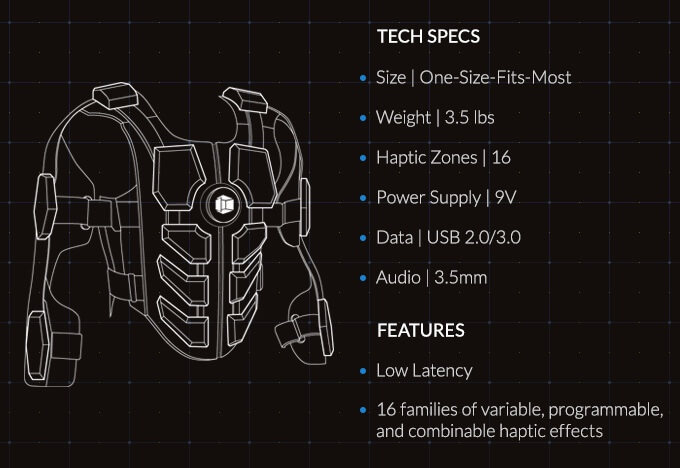 TECH SPECS
Size | One-Size-Fits-Most
Weight | 3.5 lbs
Haptic Zones | 16
Power Supply | 9V
Data | USB 2.0/3.0
Audio | 3.5mm
FEATURES
Low Latency
16 families of variable, programmable,
and combinable haptic effects